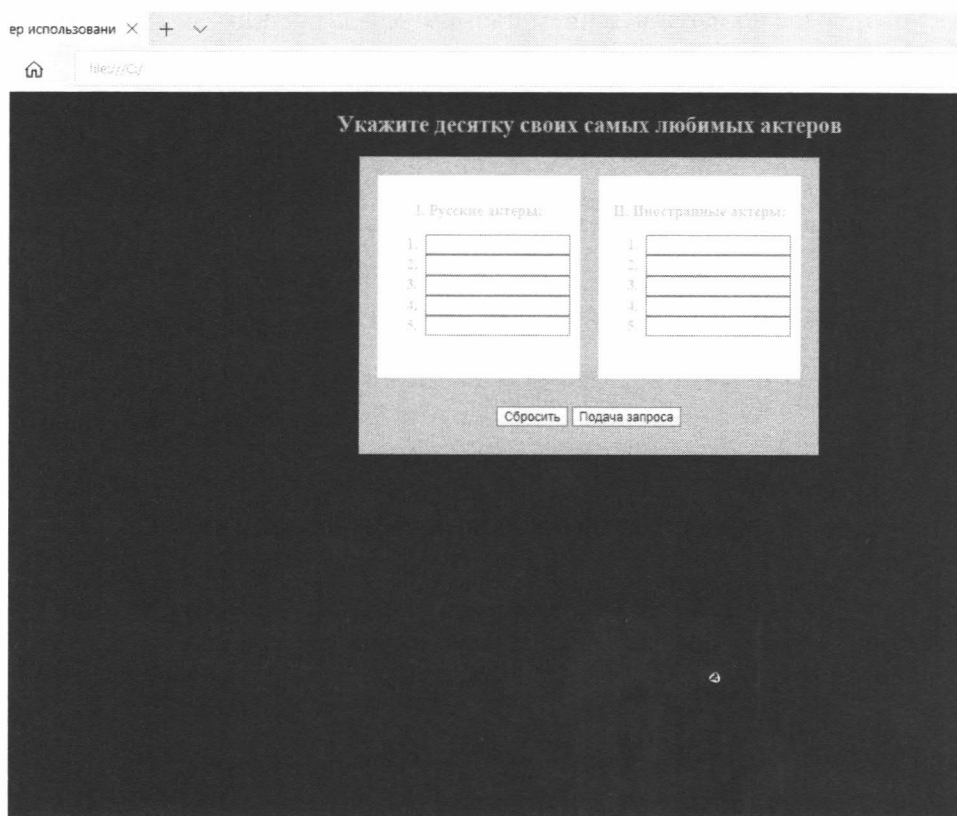 ер использовани
file:///C:/
Укажите десятку своих самых любимых актеров
I. Русские актеры:
II. Иностранные актеры:
1.
2.
3.
4.
5.
1.
2.
3.
4.
5.
Сбросить Подача запроса